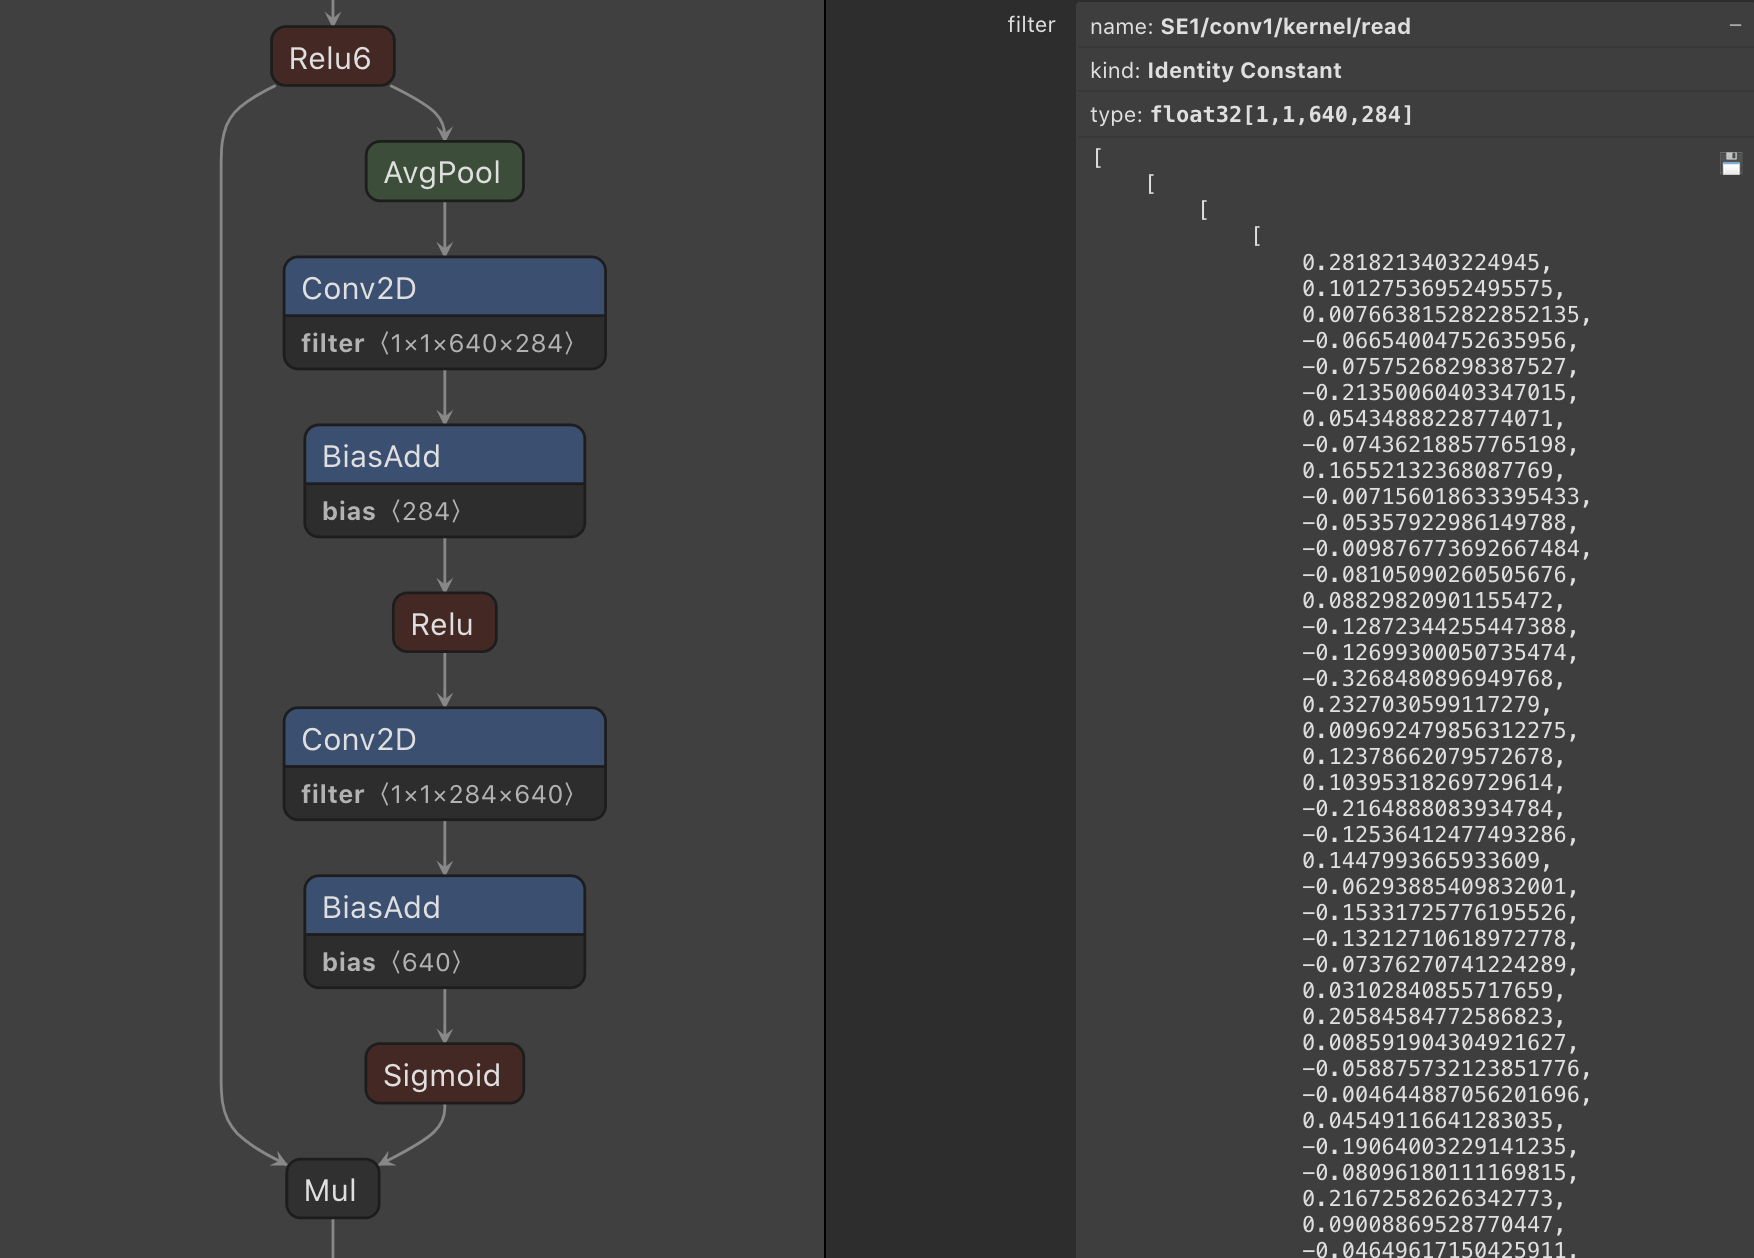 Relu6
AvgPool
Conv2D
filter 〈1×1×640×284〉
BiasAdd
bias 〈284〉
Relu
Conv2D
filter 〈1×1×284×640〉
BiasAdd
bias 〈640〉
Sigmoid
Mul
filter
name: SE1/conv1/kernel/read
−
kind: Identity Constant
type: float32[1,1,640,284]
[
[
[
[
0.2818213403224945,
0.10127536952495575,
0.0076638152822852135,
-0.06654004752635956,
-0.07575268298387527,
-0.21350060403347015,
0.05434888228774071,
-0.07436218857765198,
0.16552132368087769,
-0.007156018633395433,
-0.05357922986149788,
-0.009876773692667484,
-0.08105090260505676,
0.08829820901155472,
-0.12872344255447388,
-0.12699300050735474,
-0.3268480896949768,
0.2327030599117279,
0.009692479856312275,
0.12378662079572678,
0.10395318269729614,
-0.2164888083934784,
-0.12536412477493286,
0.1447993665933609,
-0.06293885409832001,
-0.15331725776195526,
-0.13212710618972778,
-0.07376270741224289,
0.03102840855717659,
0.20584584772586823,
0.008591904304921627,
-0.058875732123851776,
-0.004644887056201696,
0.04549116641283035,
-0.19064003229141235,
-0.08096180111169815,
0.21672582626342773,
0.09008869528770447,
-0.04649617150425911,